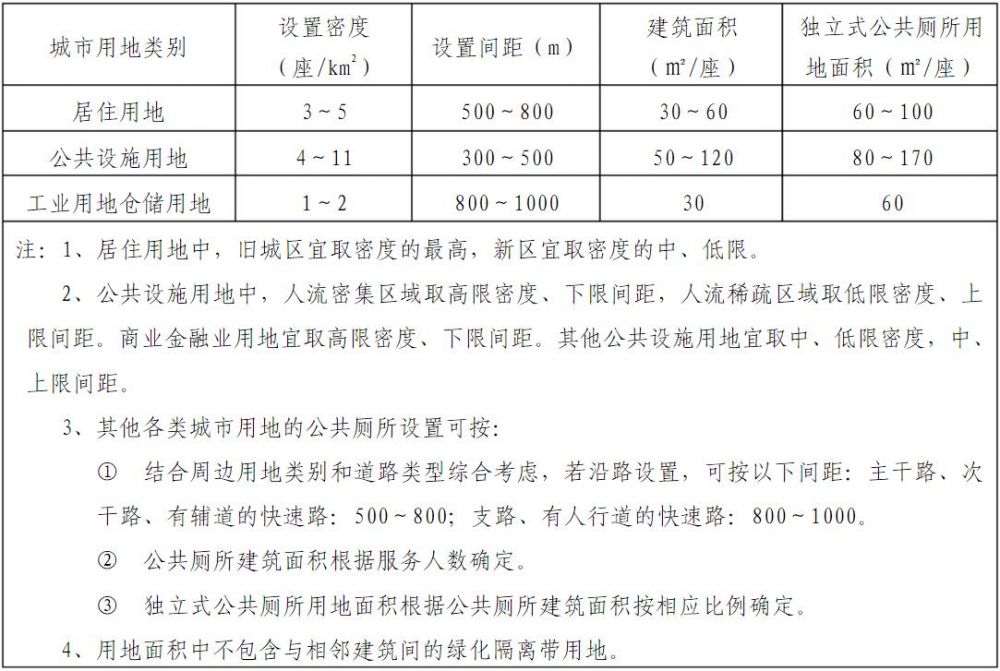 城市用地类别 设置密度（座/km²） 设置间距（m） 建筑面积（㎡/座） 独立式公共厕所用地面积（㎡/座）
居住用地 3~5 500~800 30~60 60~100
公共设施用地 4~11 300~500 50~120 80~170
工业用地仓储用地 1~2 800~1000 30 60
注：1、居住用地中，旧城区宜取密度的最高，新区宜取密度的中、低限。
2、公共设施用地中，人流密集区域取高限密度、下限间距，人流稀疏区域取低限密度、上
限间距。商业金融业用地宜取高限密度、下限间距。其他公共设施用地宜取中、低限密度，中、
上限间距。
3、其他各类城市用地的公共厕所设置可按：
① 结合周边用地类别和道路类型综合考虑，若沿路设置，可按以下间距：主干路、次
干路、有辅道的快速路：500~800；支路、有人行道的快速路：800~1000。
② 公共厕所建筑面积根据服务人数确定。
③ 独立式公共厕所用地面积根据公共厕所建筑面积按相应比例确定。
4、用地面积中不包含与相邻建筑间的绿化隔离带用地。